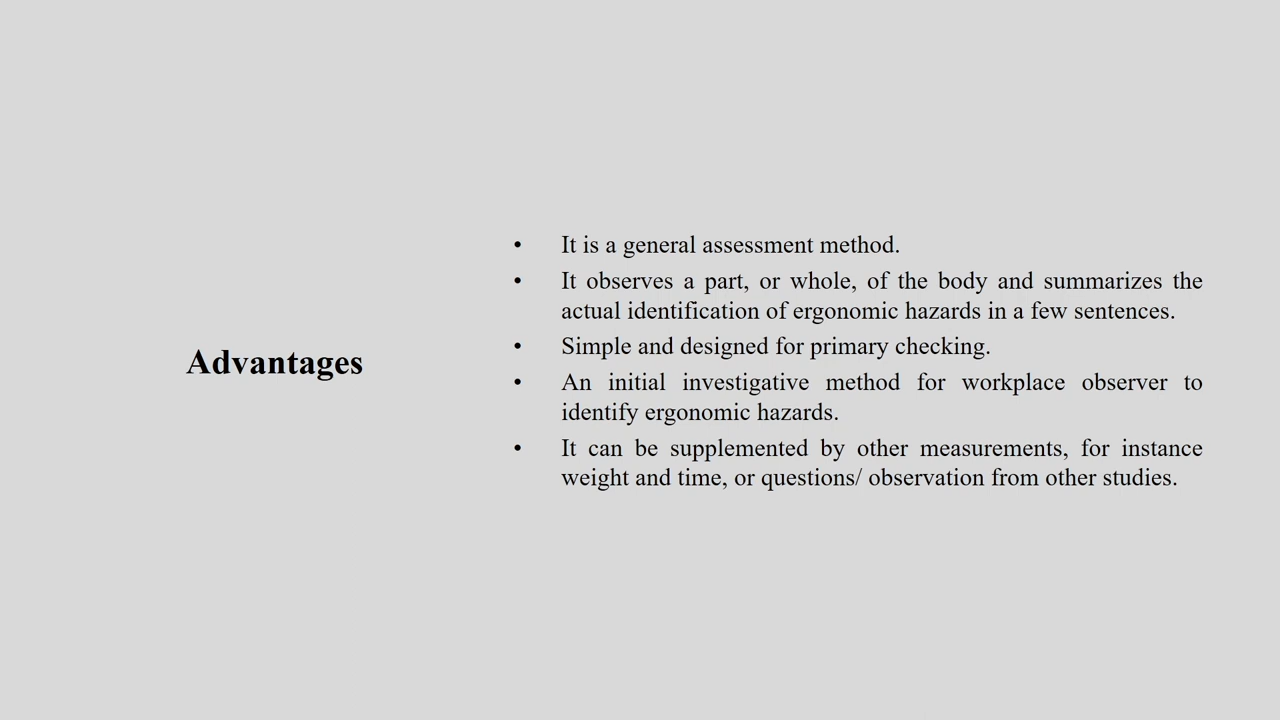 Advantages
• It is a general assessment method.
• It observes a part, or whole, of the body and summarizes the
actual identification of ergonomic hazards in a few sentences.
• Simple and designed for primary checking.
• An initial investigative method for workplace observer to
identify ergonomic hazards.
• It can be supplemented by other measurements, for instance
weight and time, or questions/ observation from other studies.